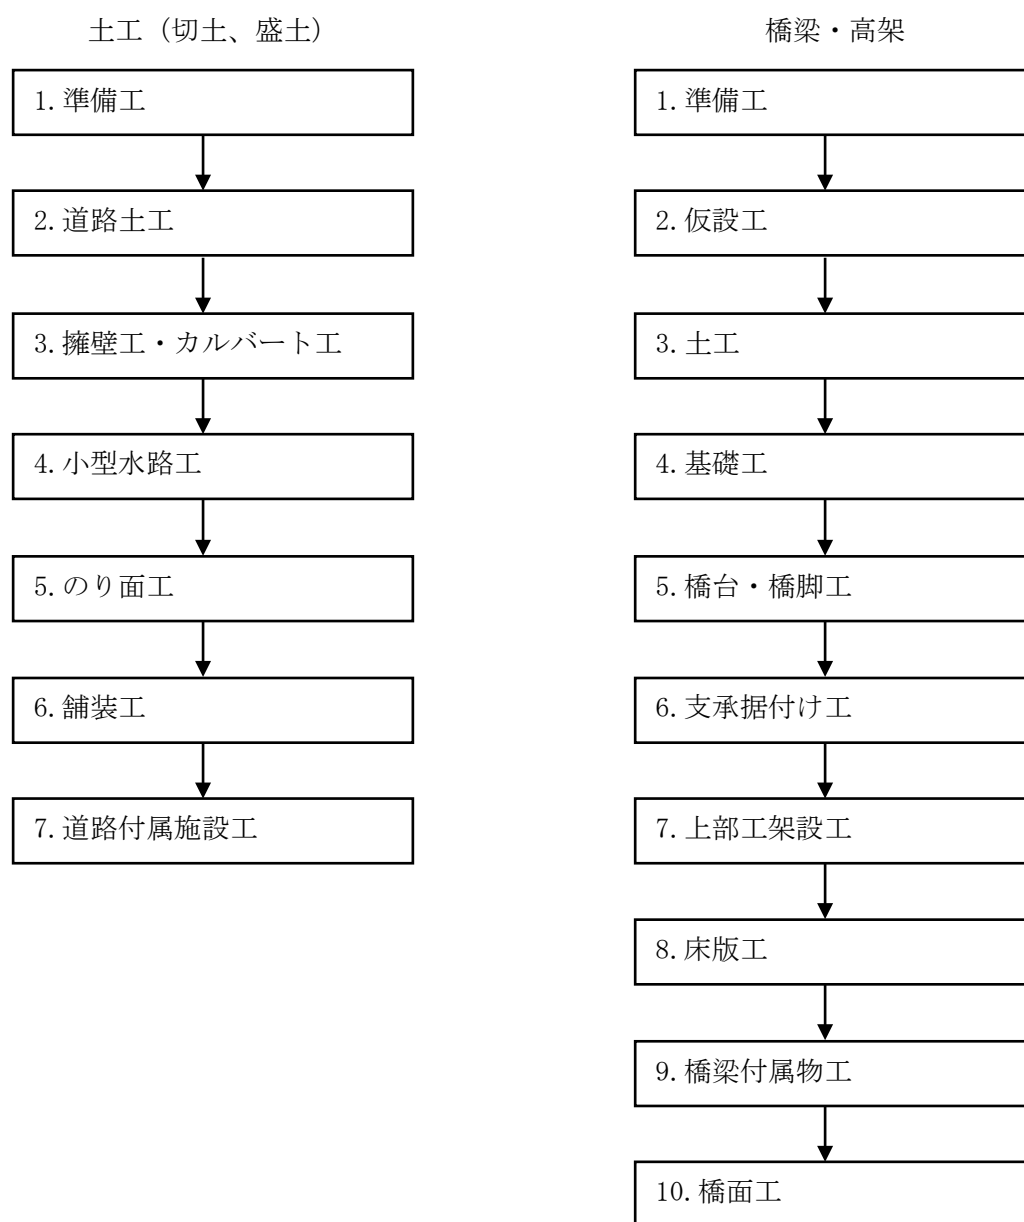 土工（切土、盛土）
1. 準備工
2. 道路土工
3. 擁壁工・カルバート工
4. 小型水路工
5. のり面工
6. 舗装工
7. 道路付属施設工
橋梁・高架
1. 準備工
2. 仮設工
3. 土工
4. 基礎工
5. 橋台・橋脚工
6. 支承据付け工
7. 上部工架設工
8. 床版工
9. 橋梁付属物工
10. 橋面工